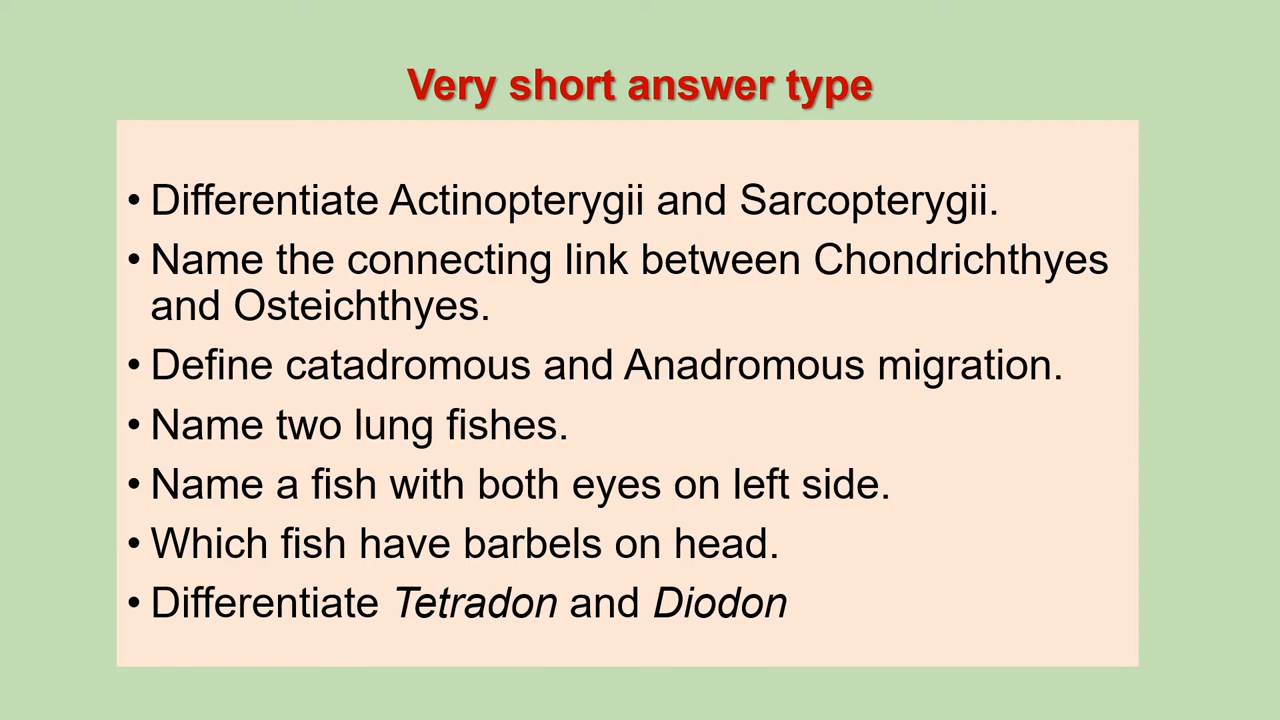 Very short answer type
• Differentiate Actinopterygii and Sarcopterygii.
• Name the connecting link between Chondrichthyes
and Osteichthyes.
• Define catadromous and Anadromous migration.
• Name two lung fishes.
• Name a fish with both eyes on left side.
• Which fish have barbels on head.
• Differentiate Tetradon and Diodon